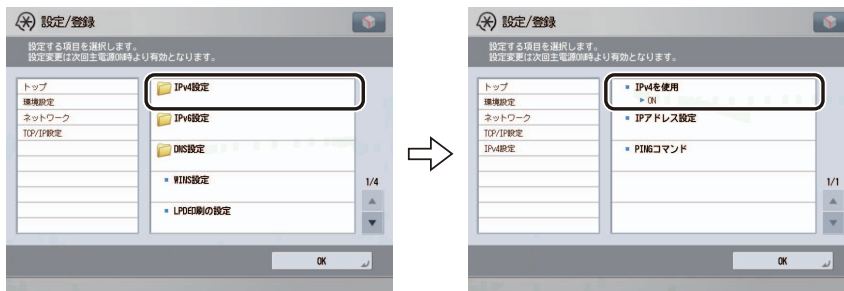 設定/登録
設定する項目を選択します。
設定変更は次回主電源ON時より有効となります。
トップ
環境設定
ネットワーク
TCP/IP設定
IPv4設定
IPv6設定
DNS設定
WINS設定
LPD印刷の設定
1/4
OK
設定/登録
設定する項目を選択します。
設定変更は次回主電源ON時より有効となります。
トップ
環境設定
ネットワーク
TCP/IP設定
IPv4設定
IPv4を使用
ON
IPアドレス設定
PINGコマンド
1/1
OK